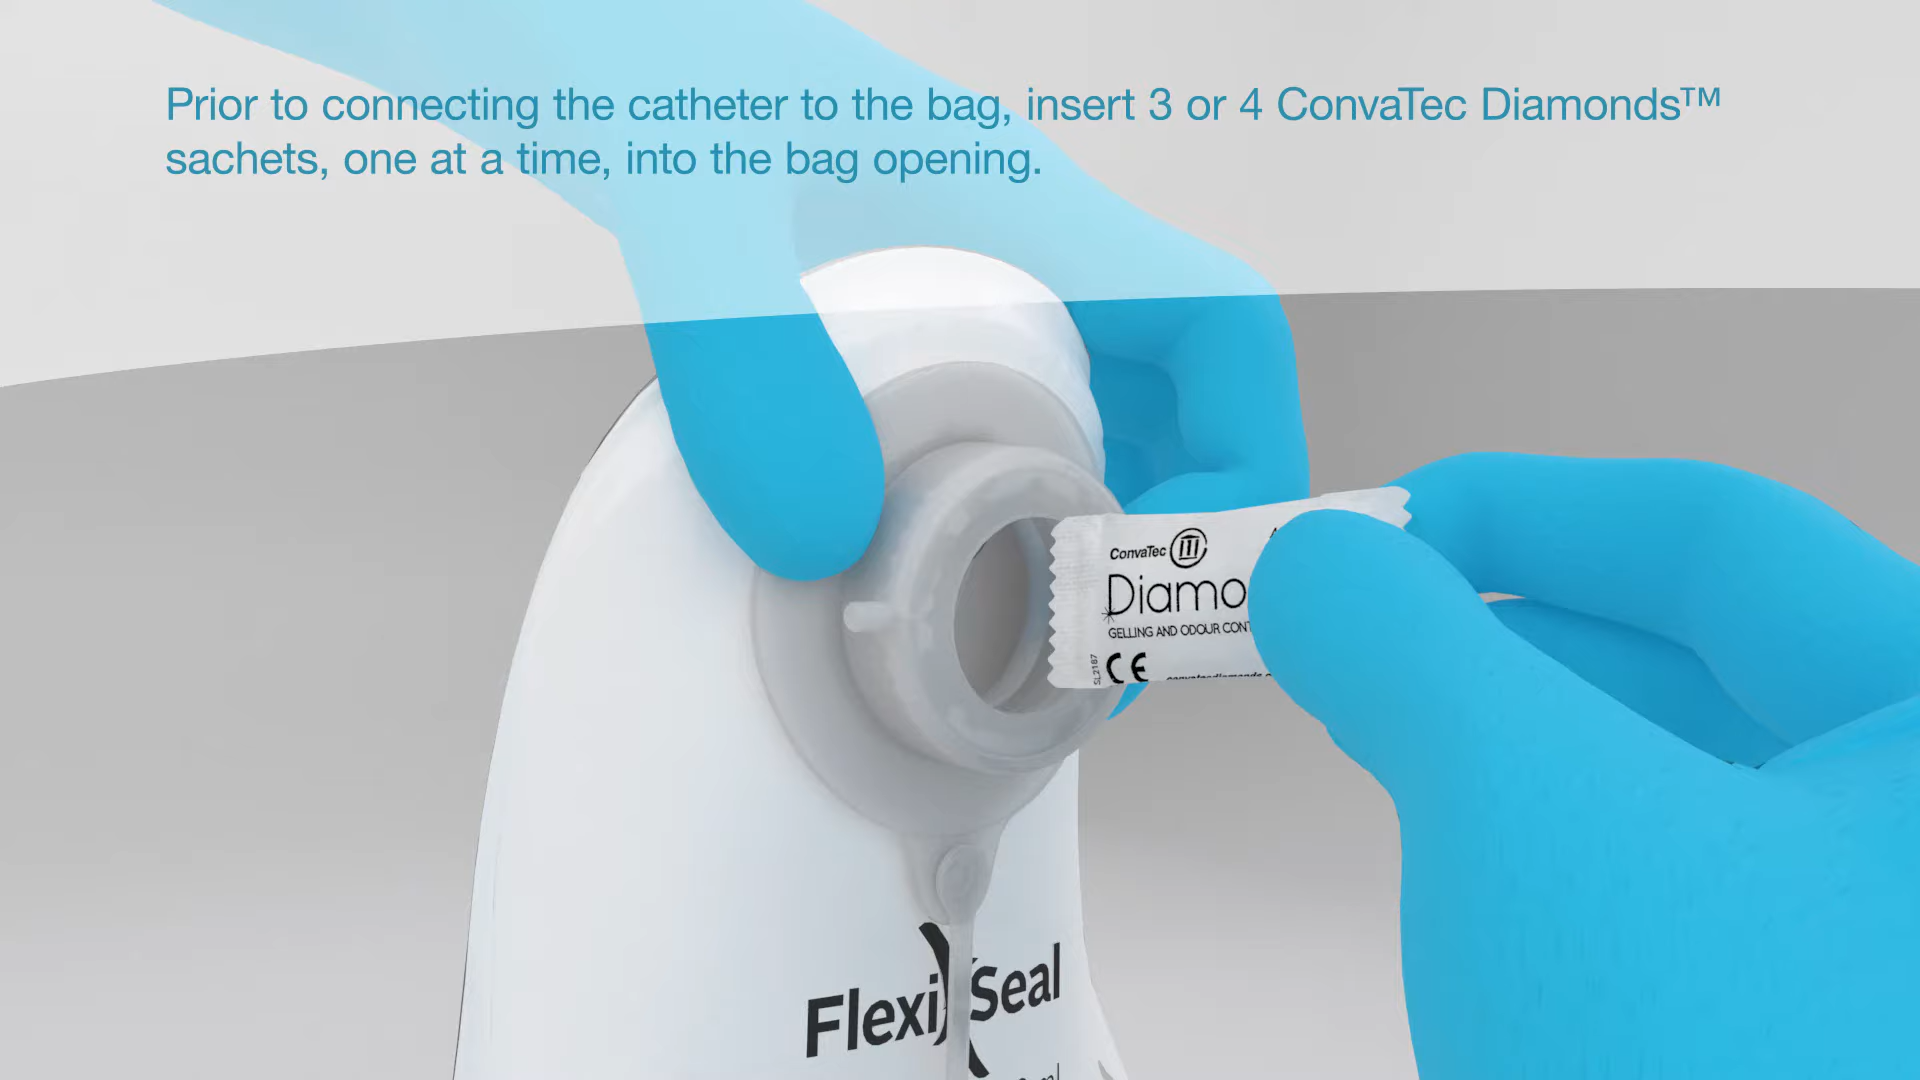 Prior to connecting the catheter to the bag, insert 3 or 4 ConvaTec Diamonds™
sachets, one at a time, into the bag opening.
ConvaTec
Diamo
GELLING AND ODOUR CONT
SL2187
CE
Flexi Seal